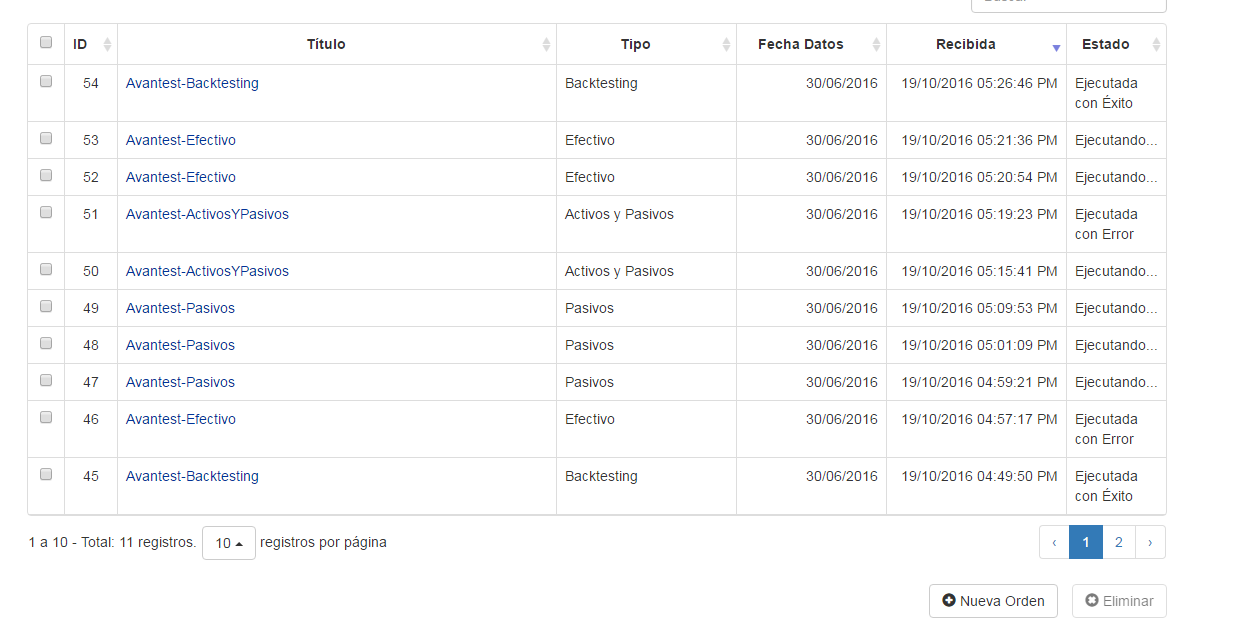 ID Título Tipo Fecha Datos Recibida Estado
54 Avantest-Backtesting Backtesting 30/06/2016 19/10/2016 05:26:46 PM Ejecutada
con Éxito
53 Avantest-Efectivo Efectivo 30/06/2016 19/10/2016 05:21:36 PM Ejecutando...
52 Avantest-Efectivo Efectivo 30/06/2016 19/10/2016 05:20:54 PM Ejecutando...
51 Avantest-ActivosYPasivos Activos y Pasivos 30/06/2016 19/10/2016 05:19:23 PM Ejecutada
con Error
50 Avantest-ActivosYPasivos Activos y Pasivos 30/06/2016 19/10/2016 05:15:41 PM Ejecutando...
49 Avantest-Pasivos Pasivos 30/06/2016 19/10/2016 05:09:53 PM Ejecutando...
48 Avantest-Pasivos Pasivos 30/06/2016 19/10/2016 05:01:09 PM Ejecutando...
47 Avantest-Pasivos Pasivos 30/06/2016 19/10/2016 04:59:21 PM Ejecutando...
46 Avantest-Efectivo Efectivo 30/06/2016 19/10/2016 04:57:17 PM Ejecutada
con Error
45 Avantest-Backtesting Backtesting 30/06/2016 19/10/2016 04:49:50 PM Ejecutada
con Éxito
1 a 10 - Total: 11 registros. 10 registros por página ‹ 1 2 ›
Nueva Orden Eliminar